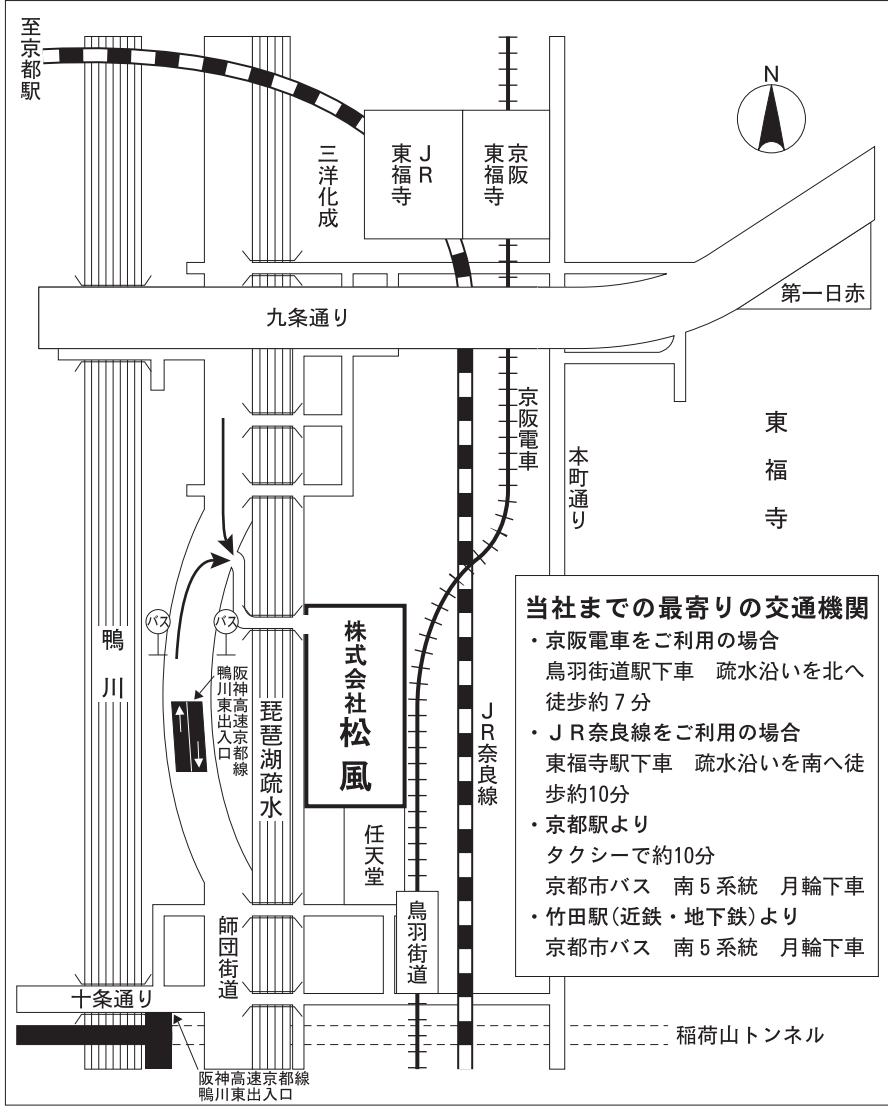 至京都駅
N
三洋化成
JR
東福寺
京阪
東福寺
第一日赤
九条通り
京阪電車
本町通り
東福寺
鴨川
バス
バス
阪神高速京都線
鴨川東出入口
琵琶湖疏水
株式会社
松風
JR奈良線
任天堂
鳥羽街道
師団街道
十条通り
稲荷山トンネル
阪神高速京都線
鴨川東出入口
当社までの最寄りの交通機関
・京阪電車をご利用の場合
鳥羽街道駅下車 疏水沿いを北へ
徒歩約7分
・JR奈良線をご利用の場合
東福寺駅下車 疏水沿いを南へ徒
歩約10分
・京都駅より
タクシーで約10分
京都市バス 南5系統 月輪下車
・竹田駅(近鉄・地下鉄)より
京都市バス 南5系統 月輪下車